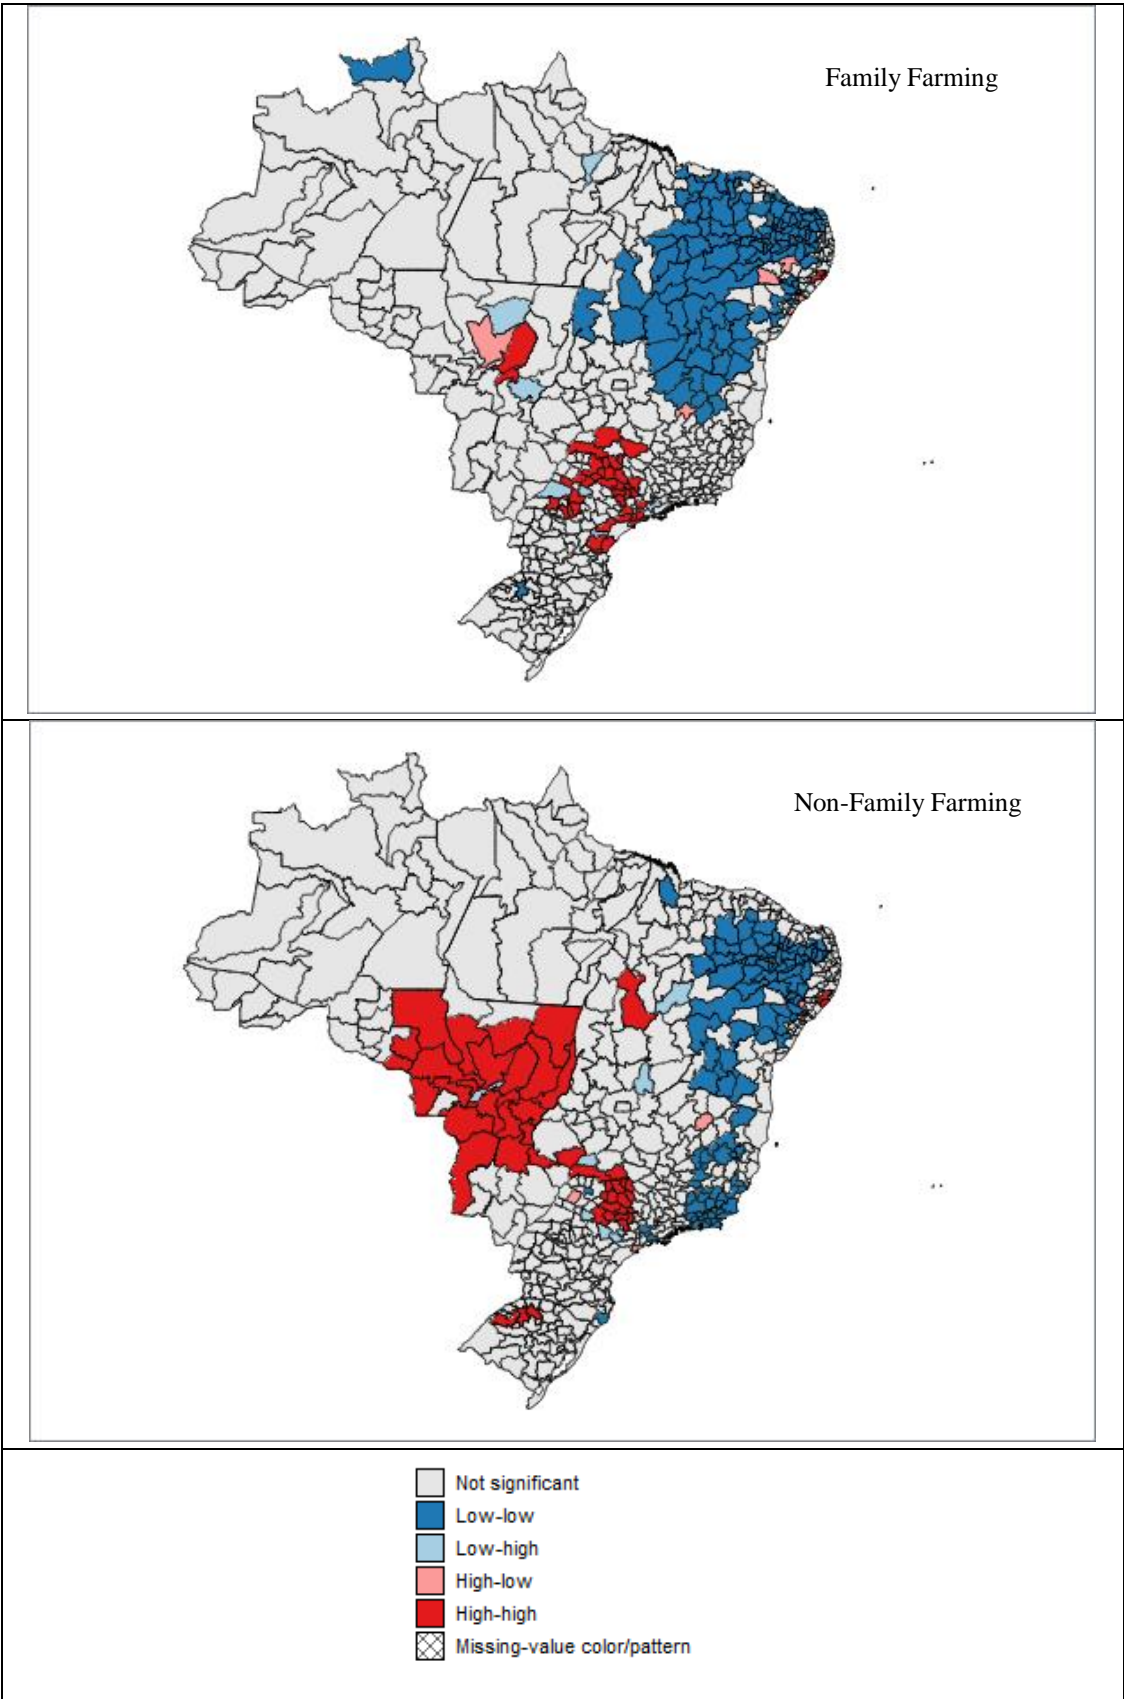 Family Farming
Non-Family Farming
Not significant
Low-low
Low-high
High-low
High-high
Missing-value color/pattern